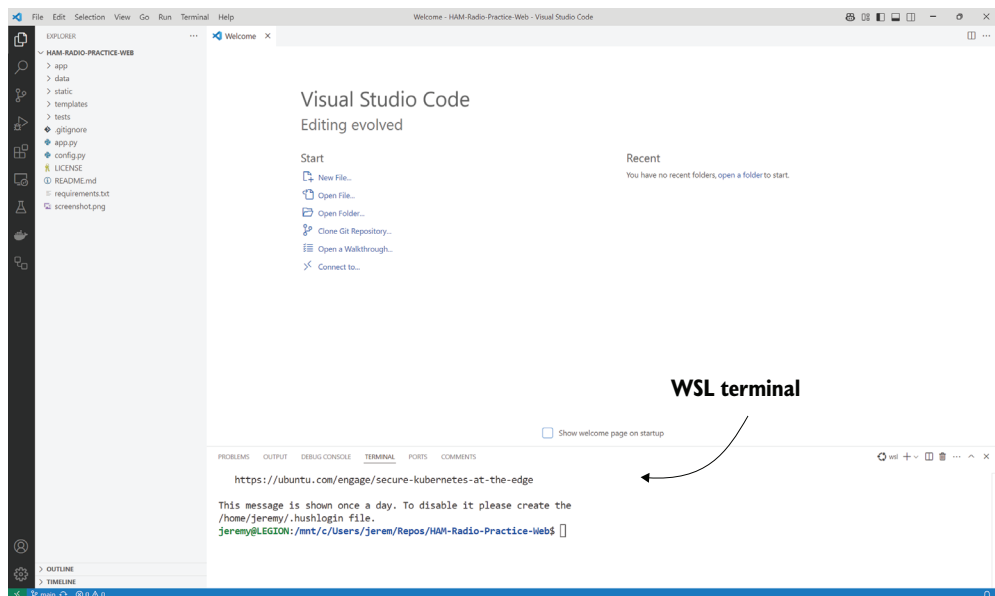 File Edit Selection View Go Run Terminal Help
Welcome - HAM-Radio-Practice-Web - Visual Studio Code
EXPLORER
HAM-RADIO-PRACTICE-WEB
app
data
static
templates
tests
.gitignore
app.py
config.py
LICENSE
README.md
requirements.txt
screenshot.png
OUTLINE
TIMELINE
Welcome
Visual Studio Code
Editing evolved
Start
New File...
Open File...
Open Folder...
Clone Git Repository...
Open a Walkthrough...
Connect to...
Recent
You have no recent folders, open a folder to start.
WSL terminal
Show welcome page on startup
PROBLEMS OUTPUT DEBUG CONSOLE TERMINAL PORTS COMMENTS
wsl
https://ubuntu.com/engage/secure-kubernetes-at-the-edge
This message is shown once a day. To disable it please create the
/home/jeremy/.hushlogin file.
jeremy@LEGION:/mnt/c/Users/jerem/Repos/HAM-Radio-Practice-Web$
main 0 0 0